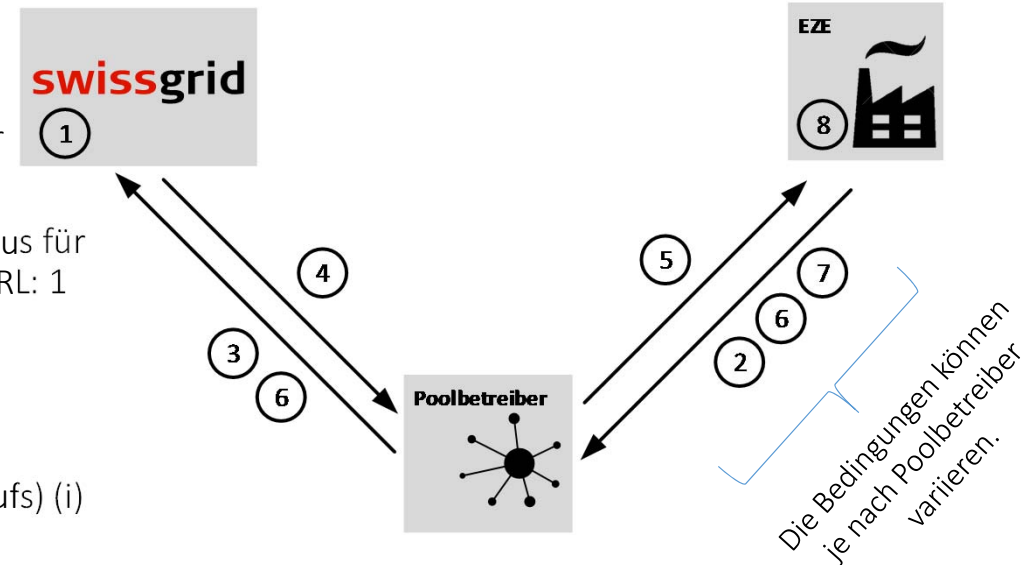 swissgrid
1
EZE
8
us für
RL: 1
4
5
7
6
3
2
6
Poolbetreiber
ufs) (i)
Die Bedingungen können
je nach Poolbetreiber
variieren.